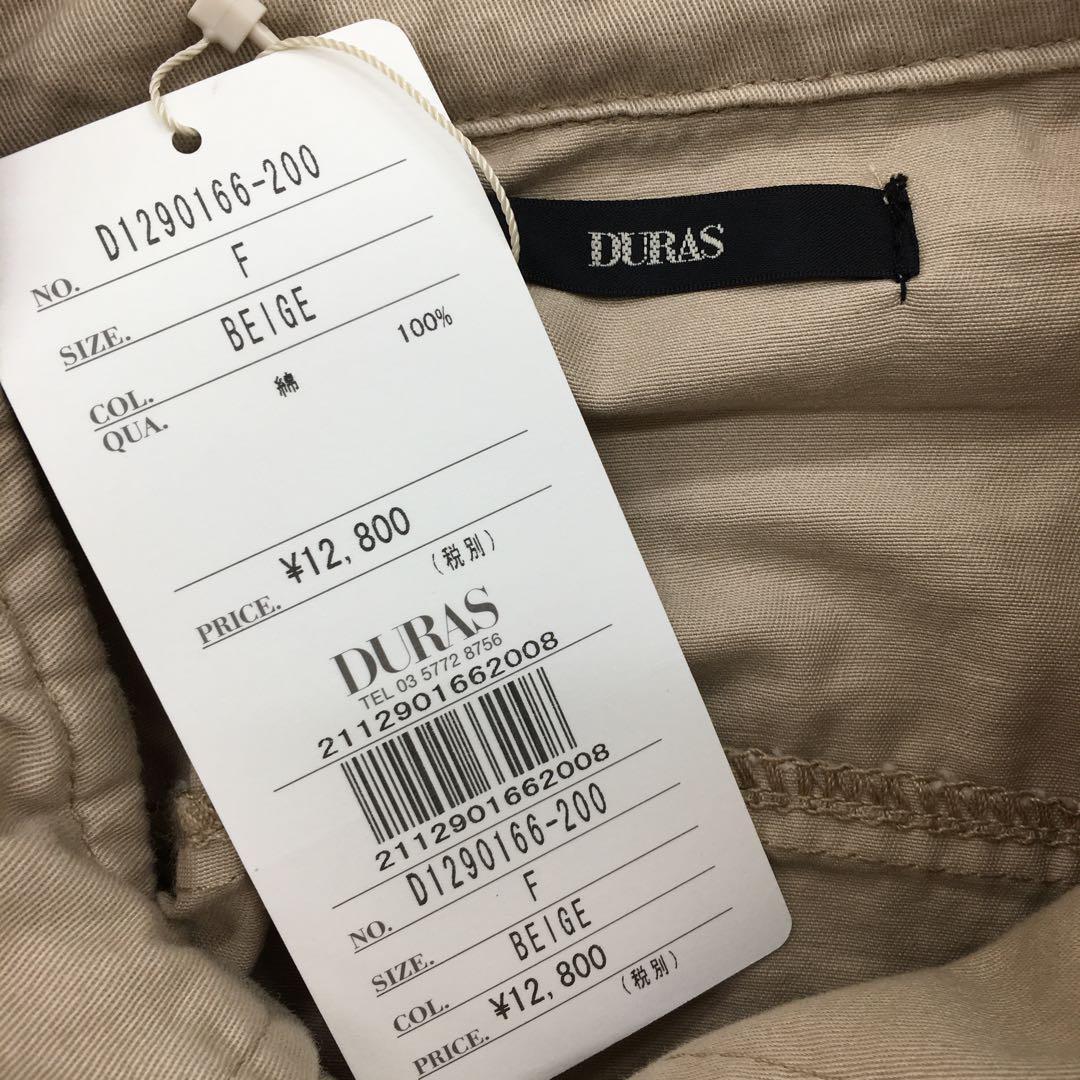 NO. D1290166-200
SIZE. F
COL. BEIGE
QUA. 綿 100%
PRICE. ¥12,800 (税別)
DURAS
TEL 03 5772 8756
2112901662008
2112901662008
NO. D1290166-200
SIZE. F
COL. BEIGE
PRICE. ¥12,800 (税別)
DURAS